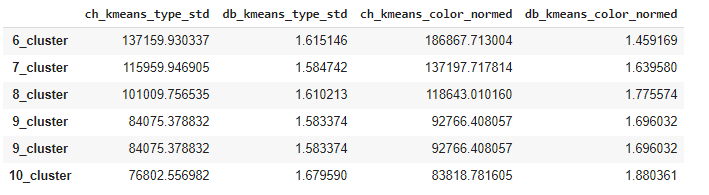 ch_kmeans_type_std db_kmeans_type_std ch_kmeans_color_normed db_kmeans_color_normed
6_cluster 137159.930337 1.615146 186867.713004 1.459169
7_cluster 115959.946905 1.584742 137197.717814 1.639580
8_cluster 101009.756535 1.610213 118643.010160 1.775574
9_cluster 84075.378832 1.583374 92766.408057 1.696032
9_cluster 84075.378832 1.583374 92766.408057 1.696032
10_cluster 76802.556982 1.679590 83818.781605 1.880361